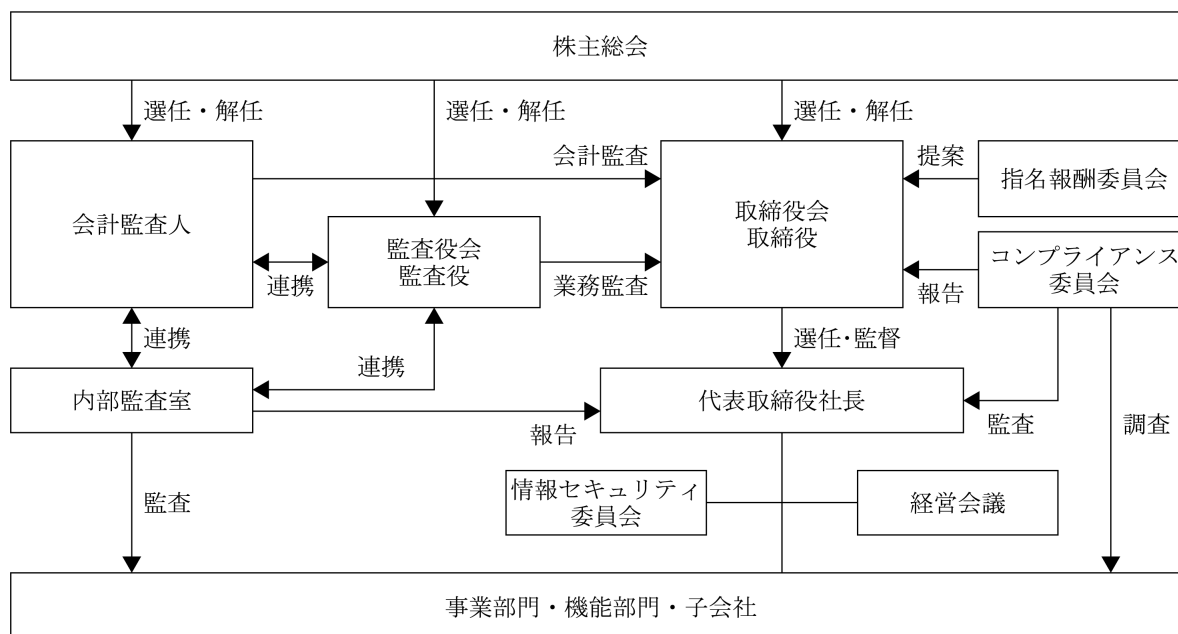 株主総会
選任・解任
選任・解任
選任・解任
会計監査人
会計監査
取締役会
取締役
提案
指名報酬委員会
監査役会
監査役
連携
業務監査
報告
コンプライアンス
委員会
連携
連携
選任・監督
内部監査室
報告
代表取締役社長
監査
調査
監査
情報セキュリティ
委員会
経営会議
事業部門・機能部門・子会社